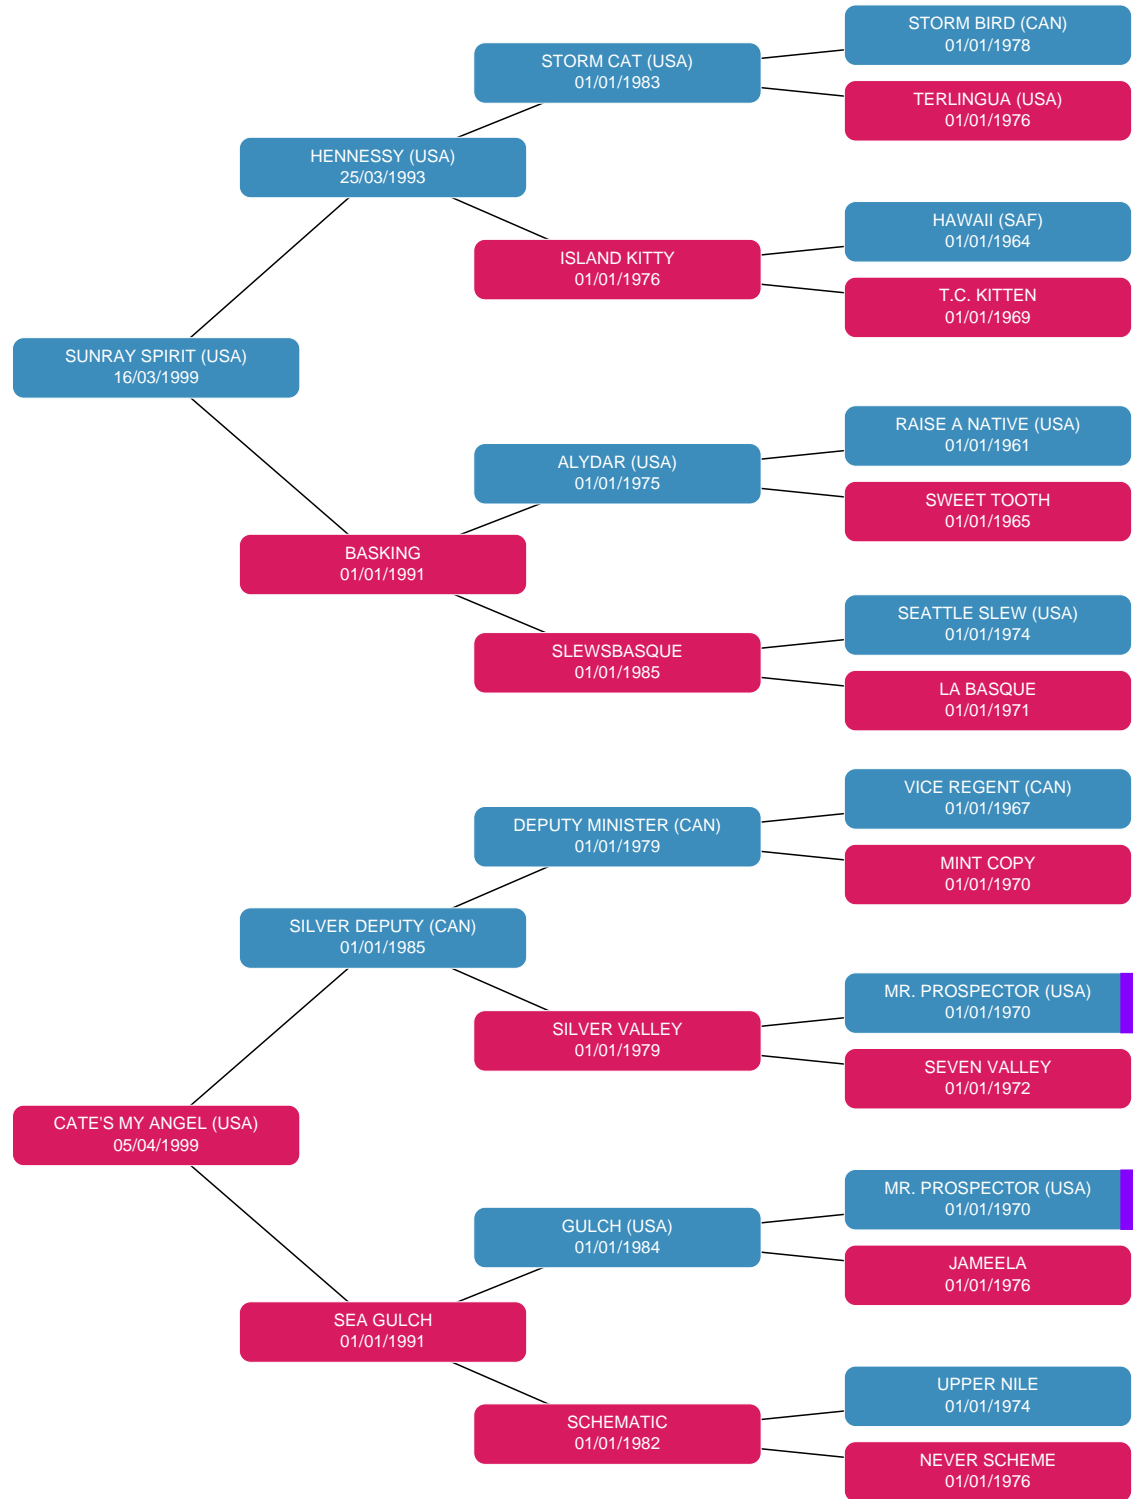 STORM BIRD (CAN)
01/01/1978
STORM CAT (USA)
01/01/1983
TERLINGUA (USA)
01/01/1976
HENNESSY (USA)
25/03/1993
HAWAII (SAF)
01/01/1964
ISLAND KITTY
01/01/1976
T.C. KITTEN
01/01/1969
SUNRAY SPIRIT (USA)
16/03/1999
RAISE A NATIVE (USA)
01/01/1961
ALYDAR (USA)
01/01/1975
SWEET TOOTH
01/01/1965
BASKING
01/01/1991
SEATTLE SLEW (USA)
01/01/1974
SLEWSBASQUE
01/01/1985
LA BASQUE
01/01/1971
VICE REGENT (CAN)
01/01/1967
DEPUTY MINISTER (CAN)
01/01/1979
MINT COPY
01/01/1970
SILVER DEPUTY (CAN)
01/01/1985
MR. PROSPECTOR (USA)
01/01/1970
SILVER VALLEY
01/01/1979
SEVEN VALLEY
01/01/1972
CATE'S MY ANGEL (USA)
05/04/1999
MR. PROSPECTOR (USA)
01/01/1970
GULCH (USA)
01/01/1984
JAMEELA
01/01/1976
SEA GULCH
01/01/1991
UPPER NILE
01/01/1974
SCHEMATIC
01/01/1982
NEVER SCHEME
01/01/1976